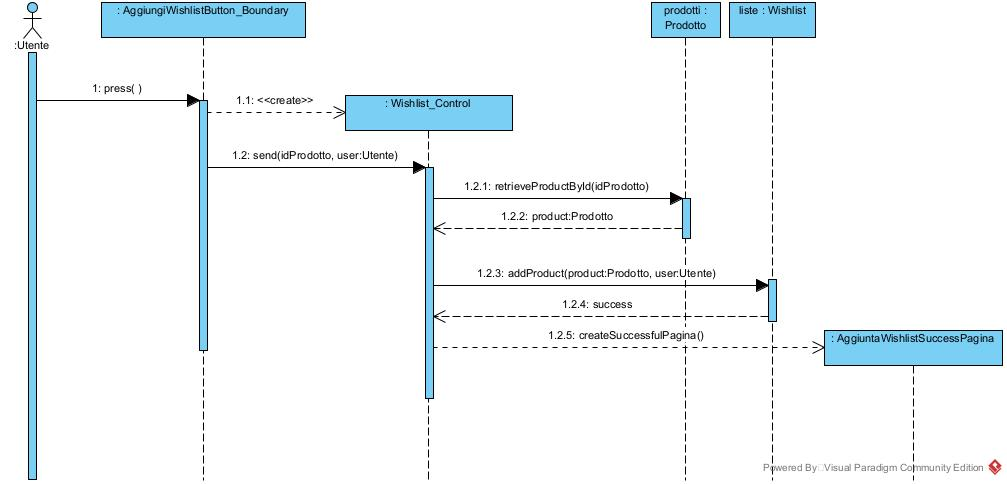 : AggiungiWishlistButton_Boundary
prodotti :
Prodotto
liste : Wishlist
:Utente
1: press( )
1.1: <<create>>
: Wishlist_Control
1.2: send(idProdotto, user:Utente)
1.2.1: retrieveProductById(idProdotto)
1.2.2: product:Prodotto
1.2.3: addProduct(product:Prodotto, user:Utente)
1.2.4: success
1.2.5: createSuccessfulPagina()
: AggiuntaWishlistSuccessPagina
Powered By Visual Paradigm Community Edition